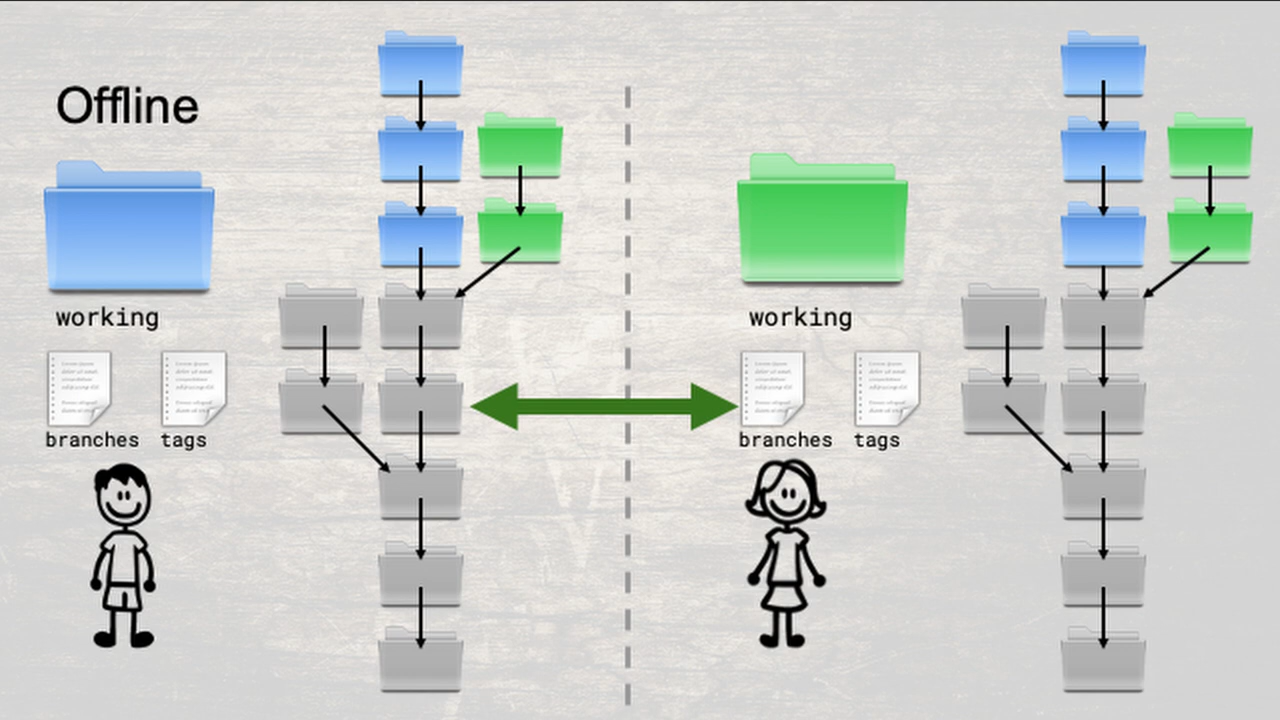 Offline
working
branches tags
working
branches tags